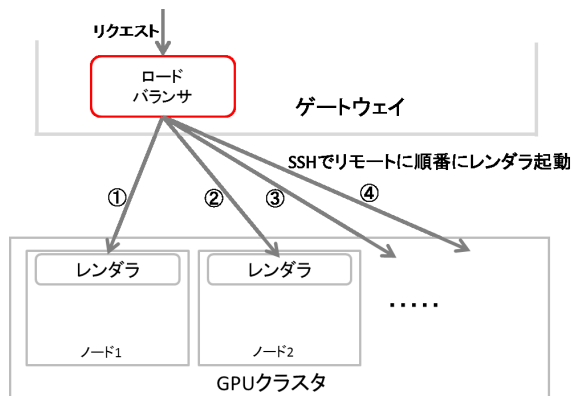 リクエスト
ロード
バランサ
ゲートウェイ
SSHでリモートに順番にレンダラ起動
① ② ③ ④
レンダラ レンダラ
.....
ノード1 ノード2
GPUクラスタ